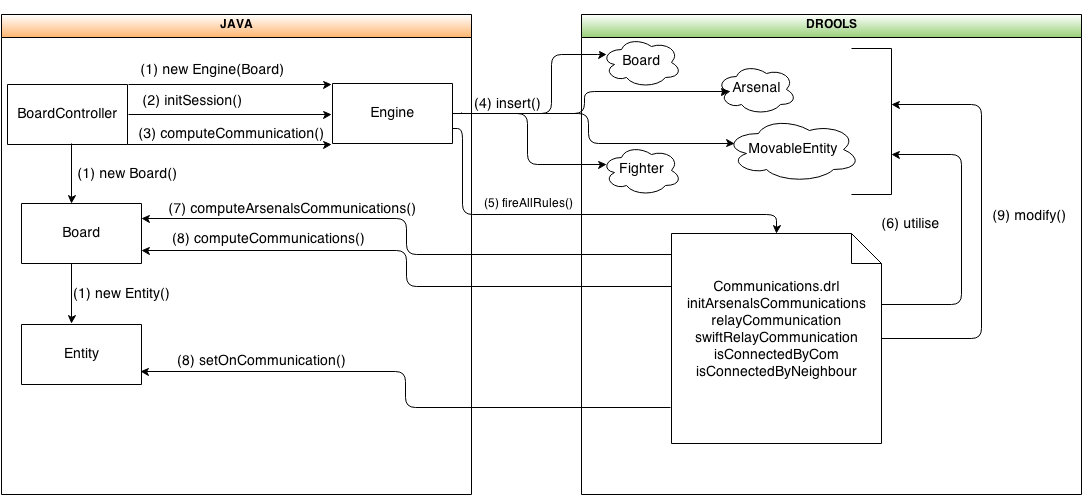 JAVA
DROOLS
(1) new Engine(Board)
(2) initSession()
(3) computeCommunication()
BoardController
Engine
(4) insert()
Board
Arsenal
MovableEntity
Fighter
(1) new Board()
(5) fireAllRules()
(7) computeArsenalsCommunications()
(8) computeCommunications()
Board
(6) utilise
(9) modify()
(1) new Entity()
Communications.drl
initArsenalsCommunications
relayCommunication
swiftRelayCommunication
isConnectedByCom
isConnectedByNeighbour
Entity
(8) setOnCommunication()